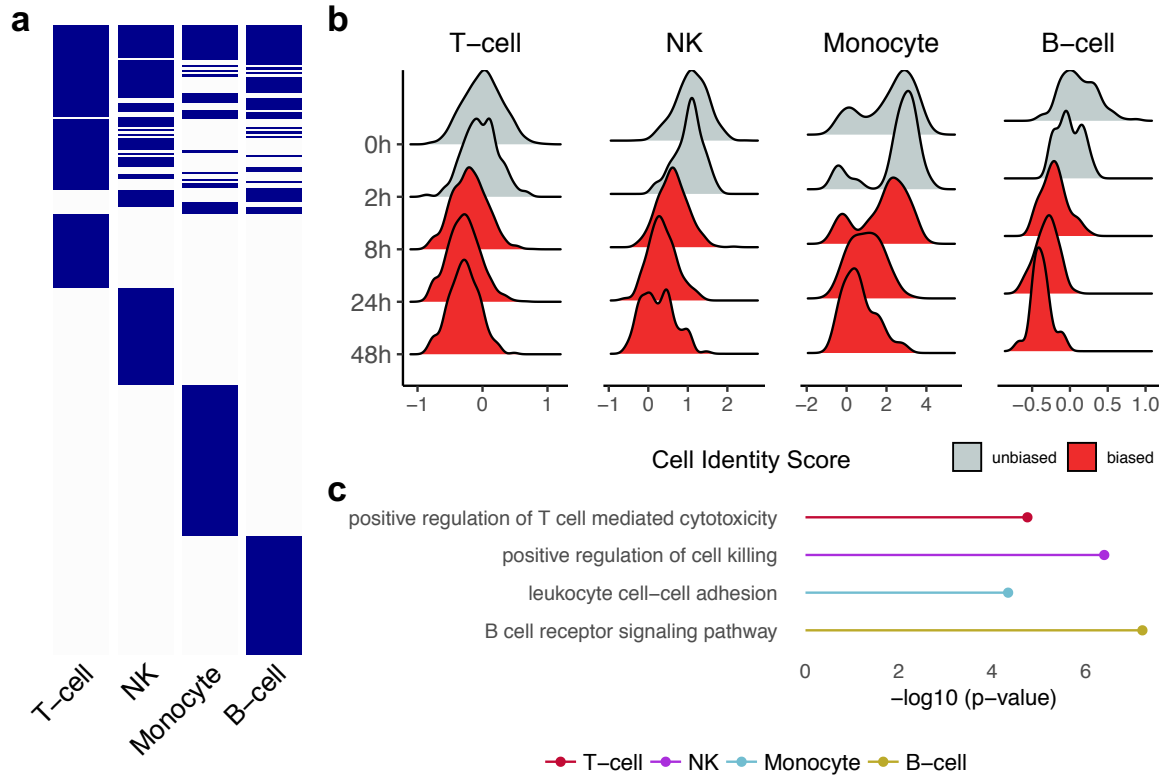 a
b
T−cell
NK
Monocyte
B−cell
0h
2h
8h
24h
48h
−1 0 1
−1 0 1 2
−2 0 2 4
−0.5 0.0 0.5 1.0
Cell Identity Score
unbiased
biased
T−cell
NK
Monocyte
B−cell
c
positive regulation of T cell mediated cytotoxicity
positive regulation of cell killing
leukocyte cell−cell adhesion
B cell receptor signaling pathway
0 2 4 6
−log10 (p−value)
T−cell NK Monocyte B−cell